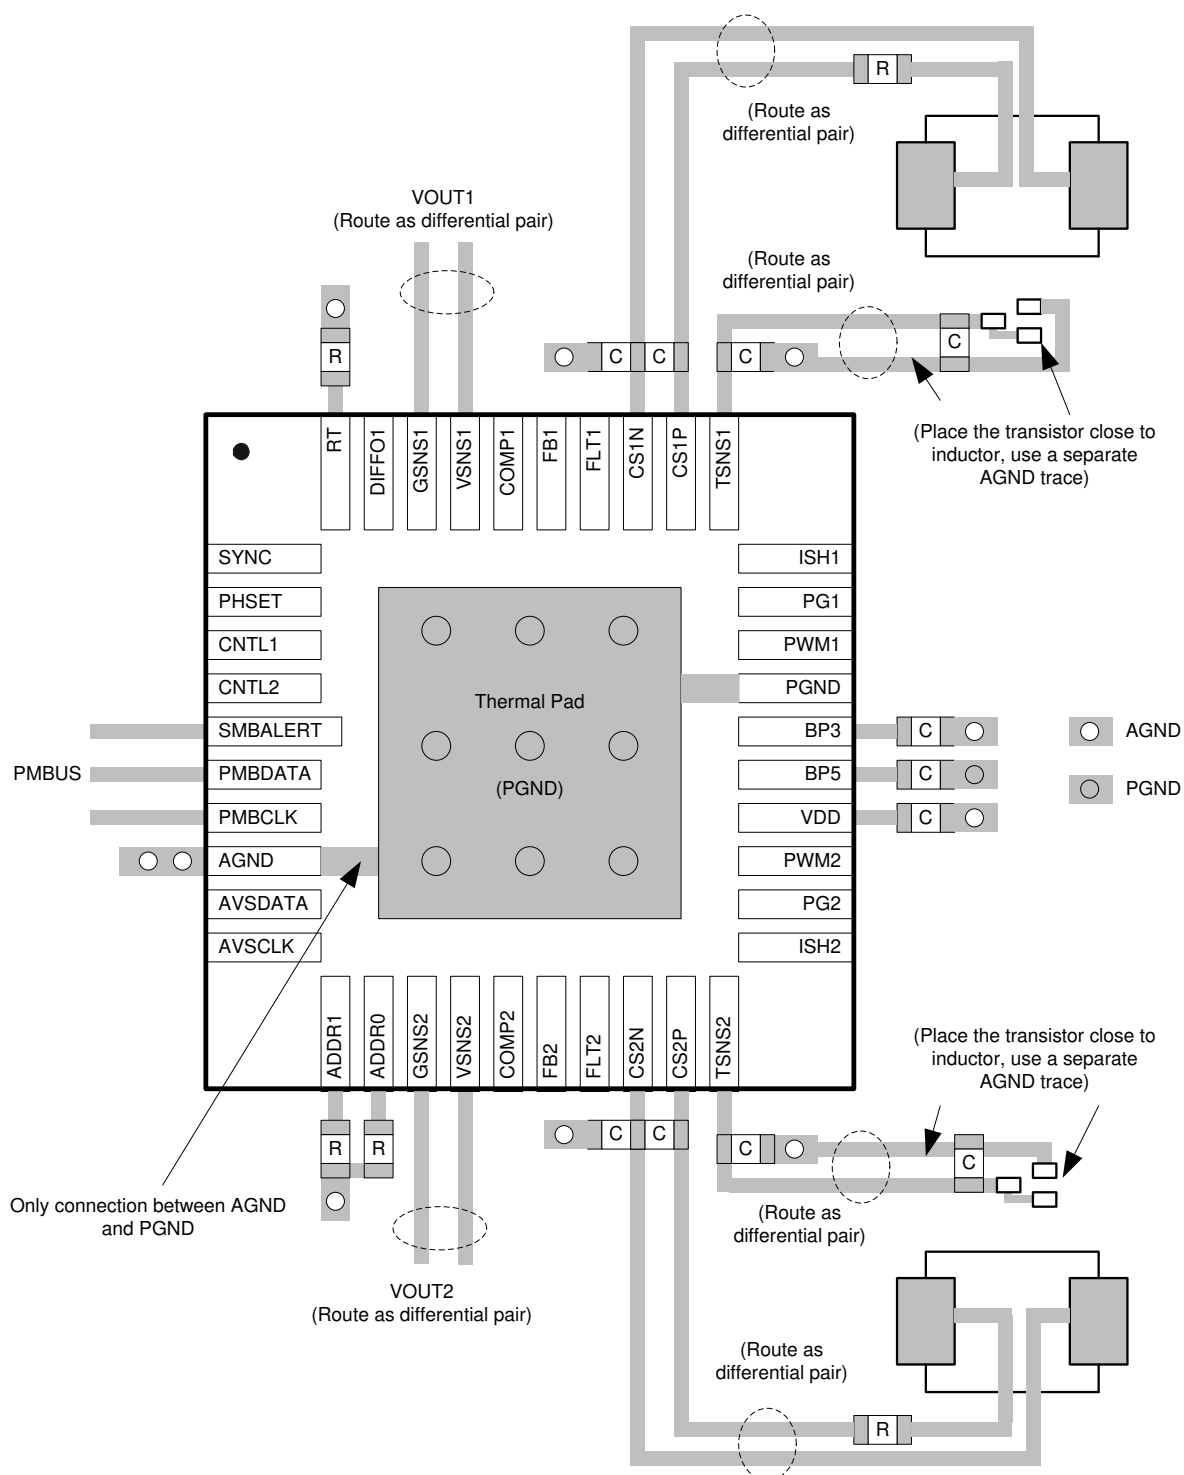 R
(Route as
differential pair)
VOUT1
(Route as differential pair)
(Route as
differential pair)
R
C
C
C
C
(Place the transistor close to
inductor, use a separate
AGND trace)
RT
DIFFO1
GSNS1
VSNS1
COMP1
FB1
FLT1
CS1N
CS1P
TSNS1
SYNC
ISH1
PHSET
PG1
CNTL1
PWM1
CNTL2
Thermal Pad
PGND
SMBALERT
BP3
C
AGND
PMBUS
PMBDATA
(PGND)
BP5
C
PGND
PMBCLK
VDD
C
AGND
PWM2
AVSDATA
PG2
AVSCLK
ISH2
ADDR1
ADDR0
GSNS2
VSNS2
COMP2
FB2
FLT2
CS2N
CS2P
TSNS2
(Place the transistor close to
inductor, use a separate
AGND trace)
R
R
C
C
C
C
Only connection between AGND
and PGND
(Route as
differential pair)
VOUT2
(Route as differential pair)
(Route as
differential pair)
R